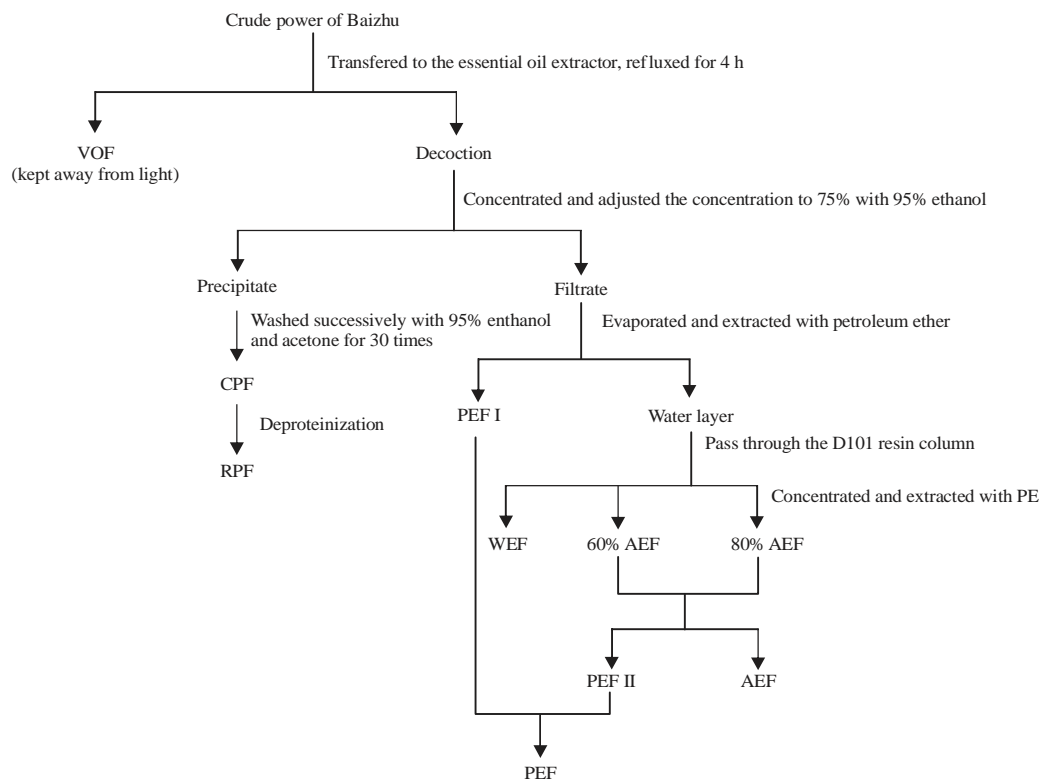 Crude power of Baizhu
Transfered to the essential oil extractor, refluxed for 4 h
VOF
(kept away from light)
Decoction
Concentrated and adjusted the concentration to 75% with 95% ethanol
Precipitate
Filtrate
Washed successively with 95% enthanol
and acetone for 30 times
Evaporated and extracted with petroleum ether
CPF
PEF I
Water layer
Deproteinization
Pass through the D101 resin column
RPF
Concentrated and extracted with PE
WEF
60% AEF
80% AEF
PEF II
AEF
PEF